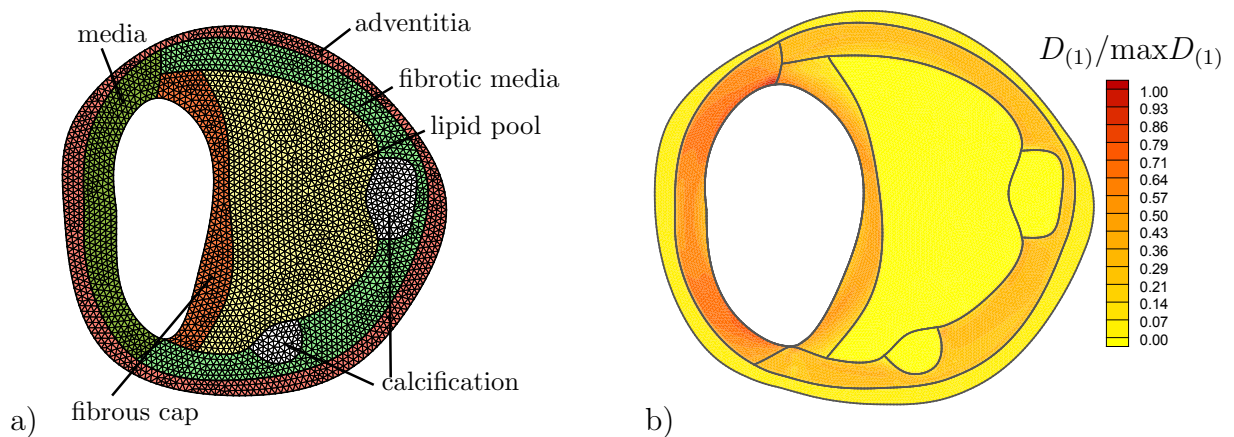 media
adventitia
fibrotic media
lipid pool
calcification
fibrous cap
a)
D(1)/maxD(1)
1.00
0.93
0.86
0.79
0.71
0.64
0.57
0.50
0.43
0.36
0.29
0.21
0.14
0.07
0.00
b)